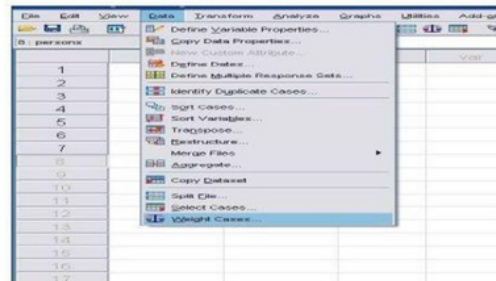 File Edit View Data Transform Analyze Graphs Utilities Add-o
8 : persons
Define Variable Properties...
Copy Data Properties...
New Custom Attribute...
Define Dates...
Define Multiple Response Sets...
Identify Duplicate Cases...
Sort Cases...
Sort Variables...
Transpose...
Restructure...
Merge Files
Aggregate...
Copy Dataset
Split File...
Select Cases...
Weight Cases...
var
1
2
3
4
5
6
7
8
9
10
11
12
13
14
15
16
17